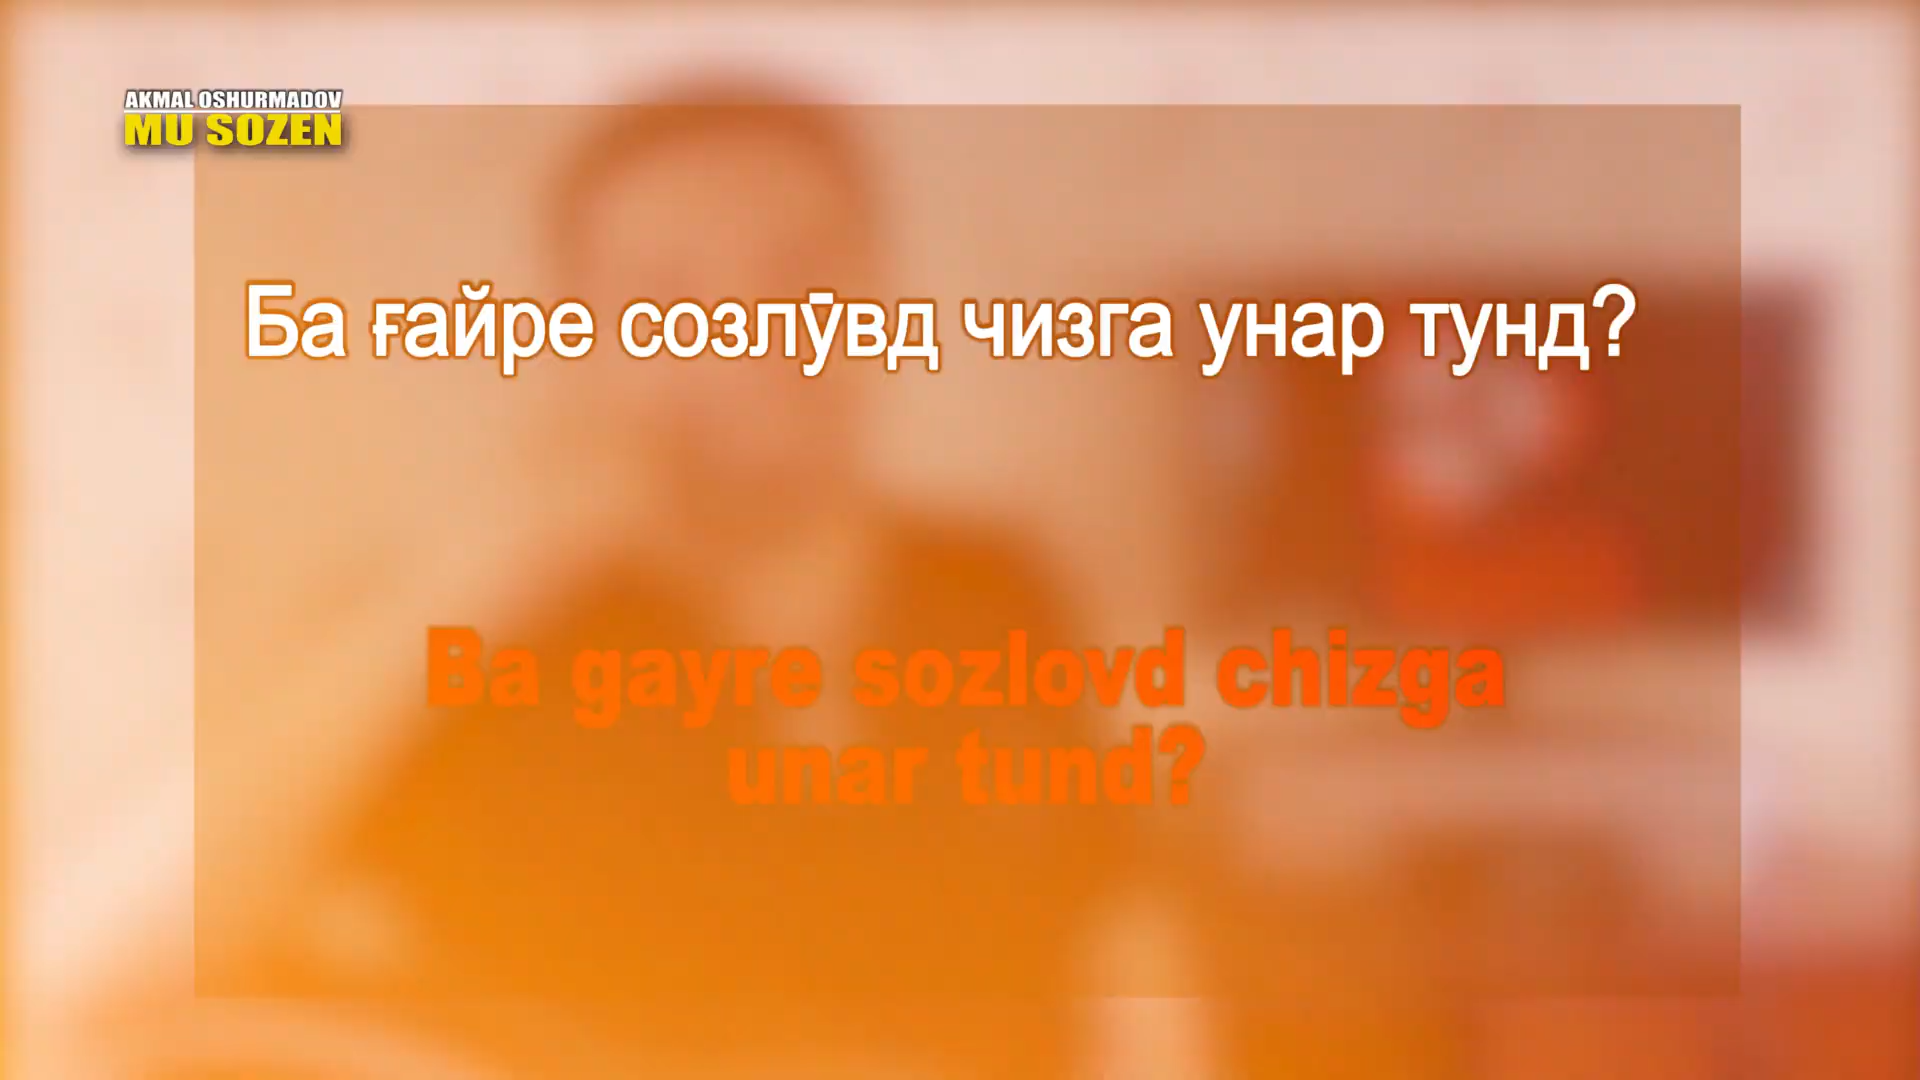 AKMAL OSHURMADOV
MU SOZEN
Ба ғайре созлӯвд чизга унар тунд?
Ba gayre sozlovd chizga
unar tund?